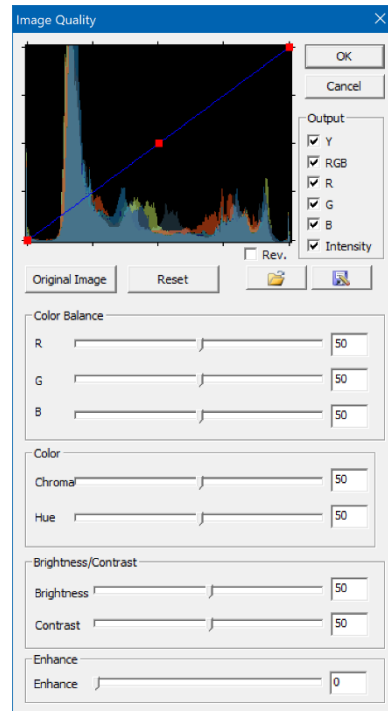 Image Quality
OK
Cancel
Output
Y
RGB
R
G
B
Intensity
Rev.
Original Image
Reset
Color Balance
R 50
G 50
B 50
Color
Chroma 50
Hue 50
Brightness/Contrast
Brightness 50
Contrast 50
Enhance
Enhance 0